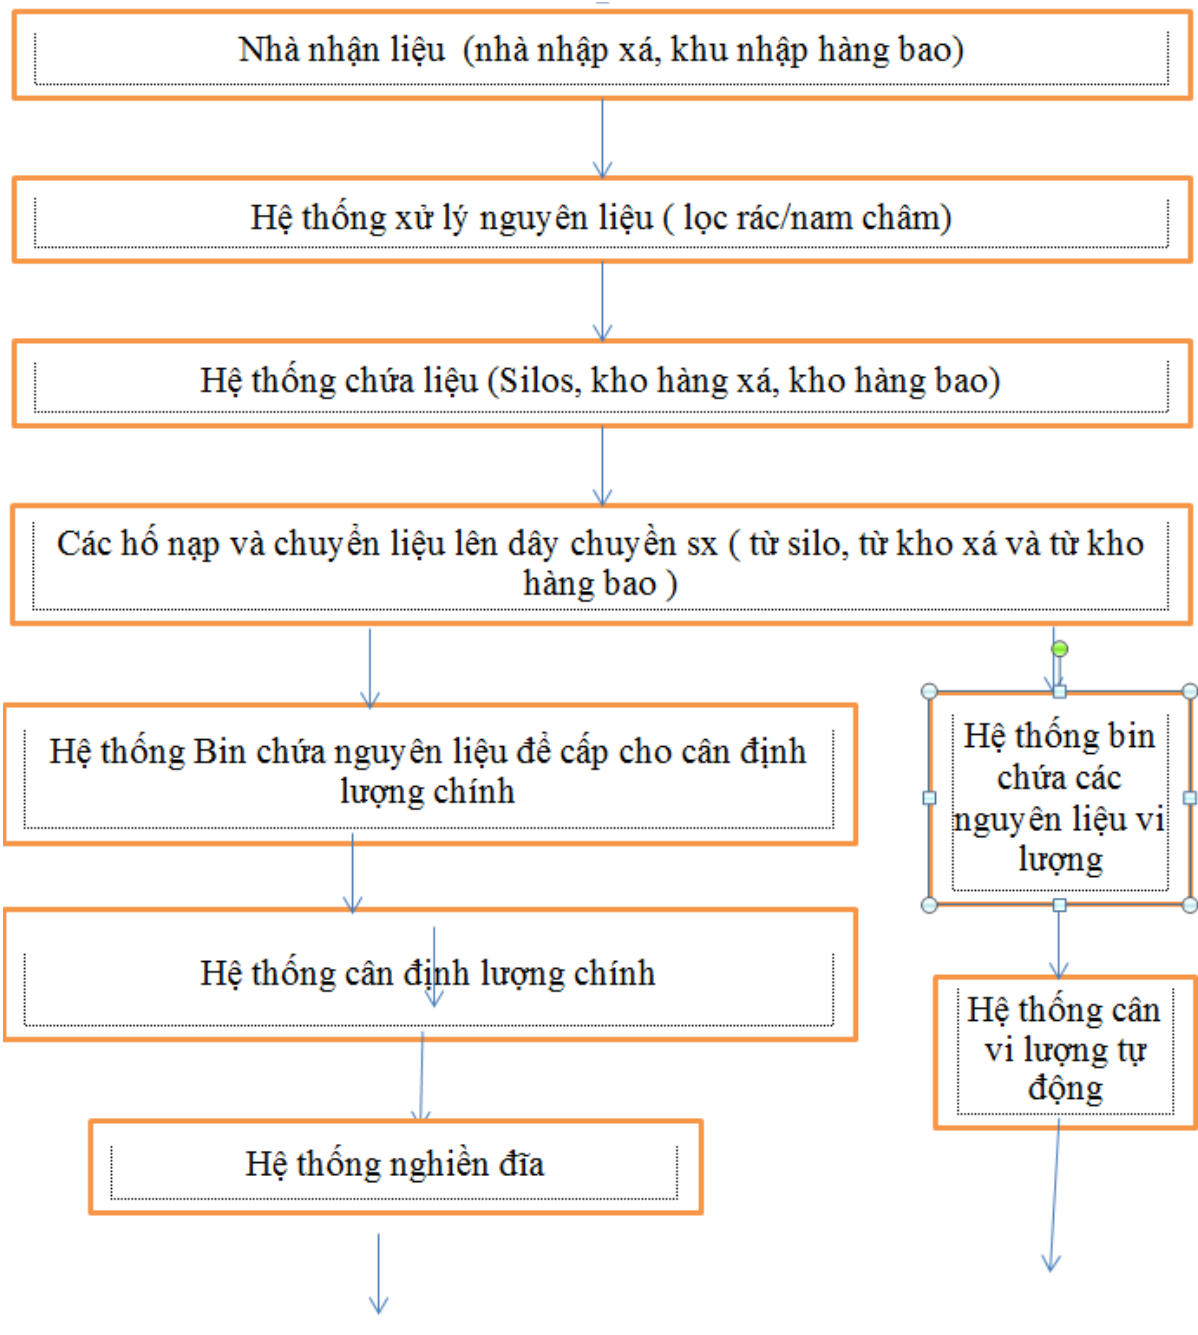 Nhà nhận liệu (nhà nhập xá, khu nhập hàng bao)
Hệ thống xử lý nguyên liệu ( lọc rác/nam châm)
Hệ thống chứa liệu (Silos, kho hàng xá, kho hàng bao)
Các hố nạp và chuyển liệu lên dây chuyền sx ( từ silo, từ kho xá và từ kho
hàng bao )
Hệ thống Bin chứa nguyên liệu để cấp cho cân định
lượng chính
Hệ thống bin
chứa các
nguyên liệu vi
lượng
Hệ thống cân định lượng chính
Hệ thống cân
vi lượng tự
động
Hệ thống nghiền đĩa